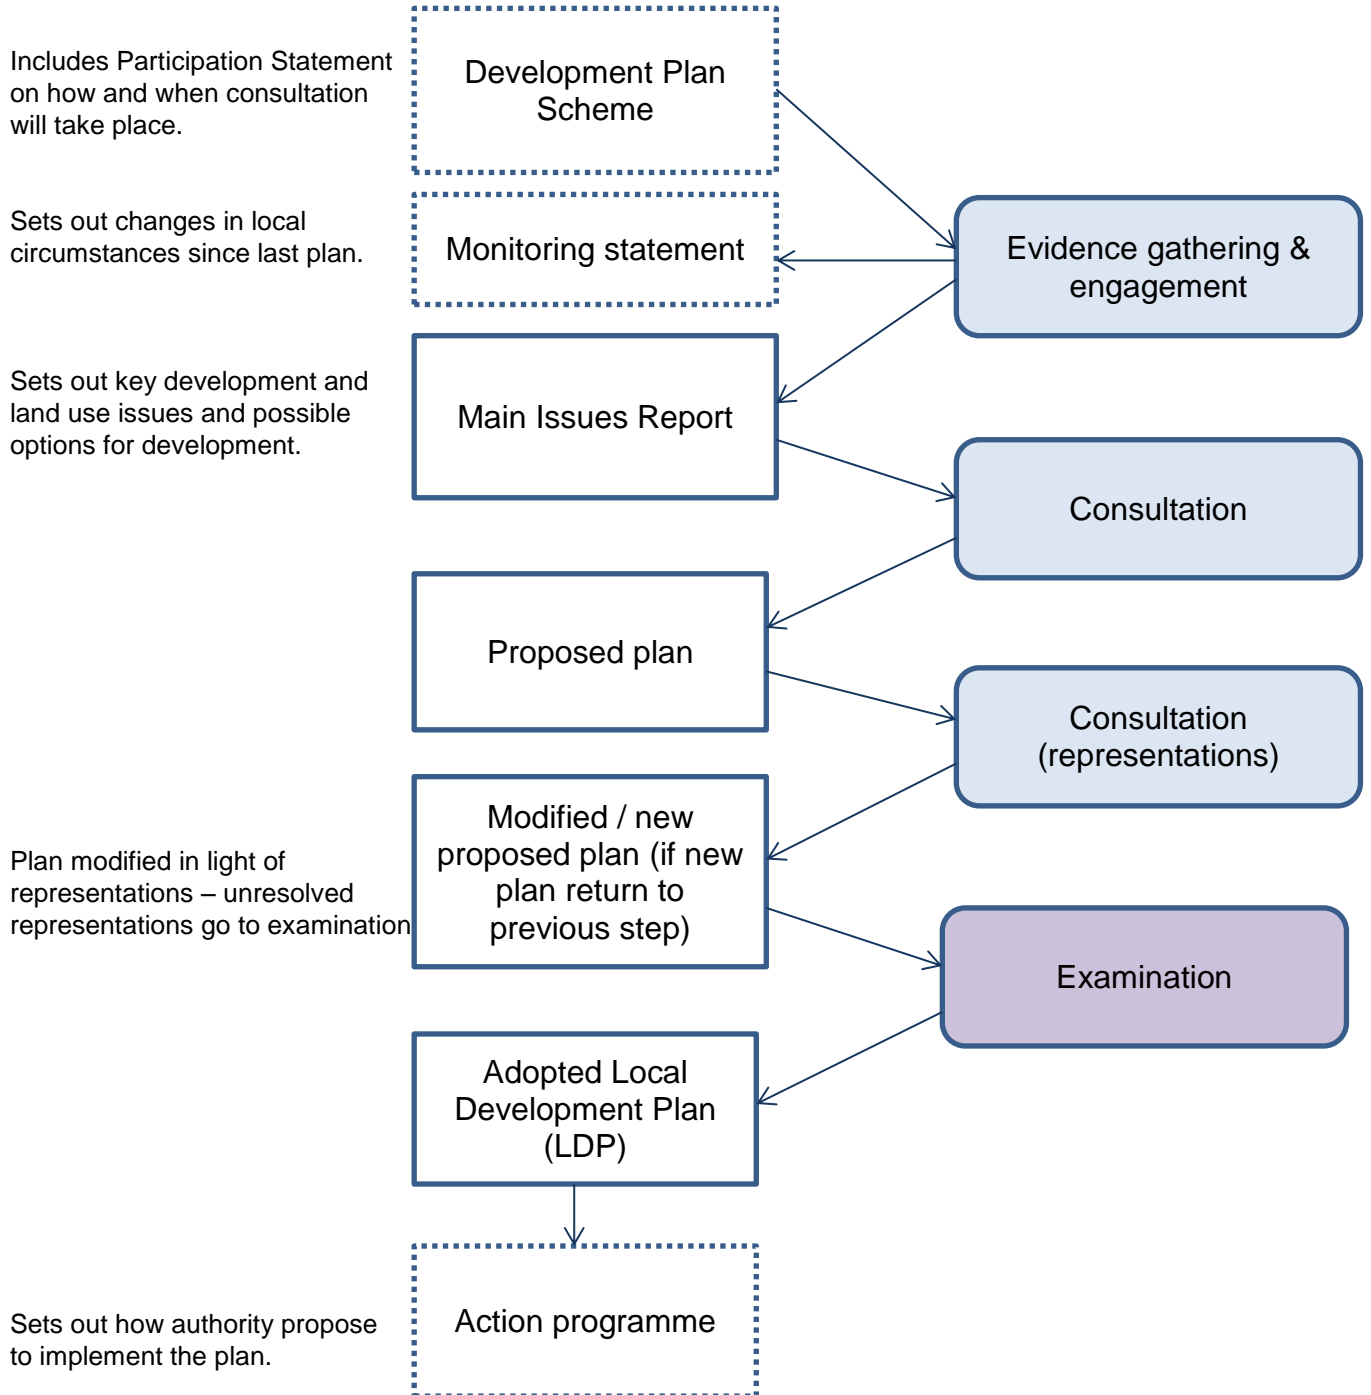 Includes Participation Statement
on how and when consultation
will take place.
Development Plan
Scheme
Sets out changes in local
circumstances since last plan.
Monitoring statement
Evidence gathering &
engagement
Sets out key development and
land use issues and possible
options for development.
Main Issues Report
Consultation
Proposed plan
Consultation
(representations)
Plan modified in light of
representations – unresolved
representations go to examination
Modified / new
proposed plan (if new
plan return to
previous step)
Examination
Adopted Local
Development Plan
(LDP)
Sets out how authority propose
to implement the plan.
Action programme